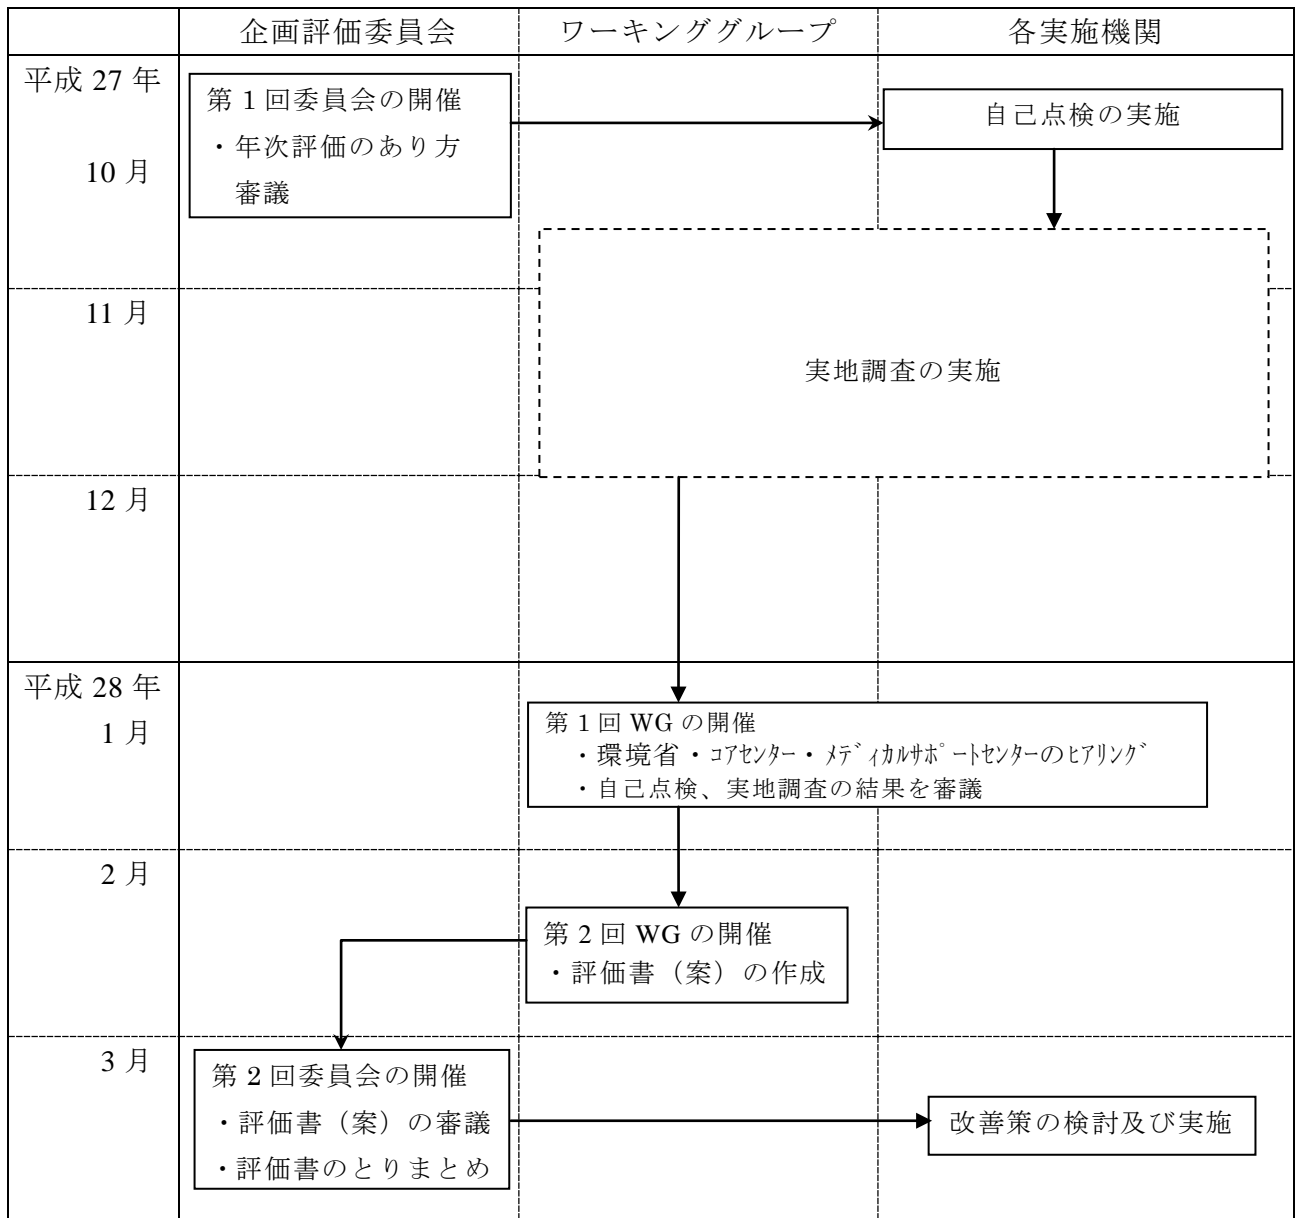 企画評価委員会
ワーキンググループ
各実施機関
平成 27 年
10 月
第 1 回委員会の開催
・年次評価のあり方
審議
自己点検の実施
11 月
実地調査の実施
12 月
平成 28 年
1 月
第 1 回 WG の開催
・環境省・ｺｱｾﾝﾀｰ・ﾒﾃﾞｨｶﾙｻﾎﾟｰﾄｾﾝﾀｰのﾋｱﾘﾝｸﾞ
・自己点検、実地調査の結果を審議
2 月
第 2 回 WG の開催
・評価書（案）の作成
3 月
第 2 回委員会の開催
・評価書（案）の審議
・評価書のとりまとめ
改善策の検討及び実施